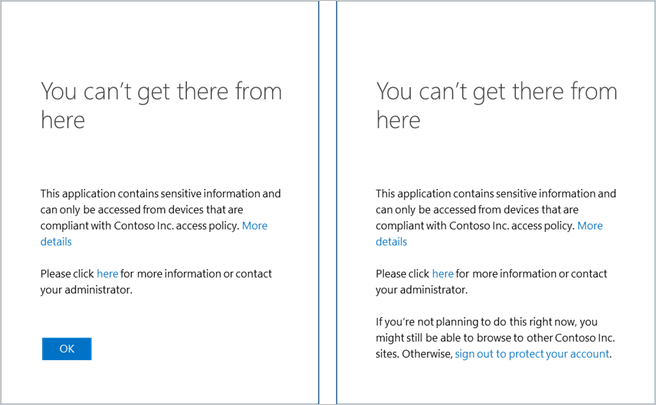 You can’t get there from
here
This application contains sensitive information and
can only be accessed from devices that are
compliant with Contoso Inc. access policy. More
details
Please click here for more information or contact
your administrator.
OK
You can’t get there from
here
This application contains sensitive information and
can only be accessed from devices that are
compliant with Contoso Inc. access policy. More
details
Please click here for more information or contact
your administrator.
If you’re not planning to do this right now, you
might still be able to browse to other Contoso Inc.
sites. Otherwise, sign out to protect your account.